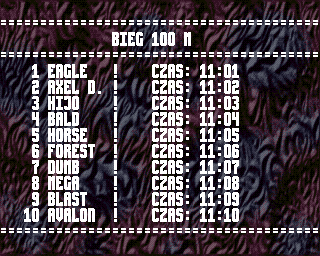 BIEG 100 M
1 EAGLE ! CZAS: 11:01
2 AXEL D. ! CZAS: 11:02
3 HIJO ! CZAS: 11:03
4 BALD ! CZAS: 11:04
5 HORSE ! CZAS: 11:05
6 FOREST ! CZAS: 11:06
7 DUMB ! CZAS: 11:07
8 MEGA ! CZAS: 11:08
9 BLAST ! CZAS: 11:09
10 AVALON ! CZAS: 11:10